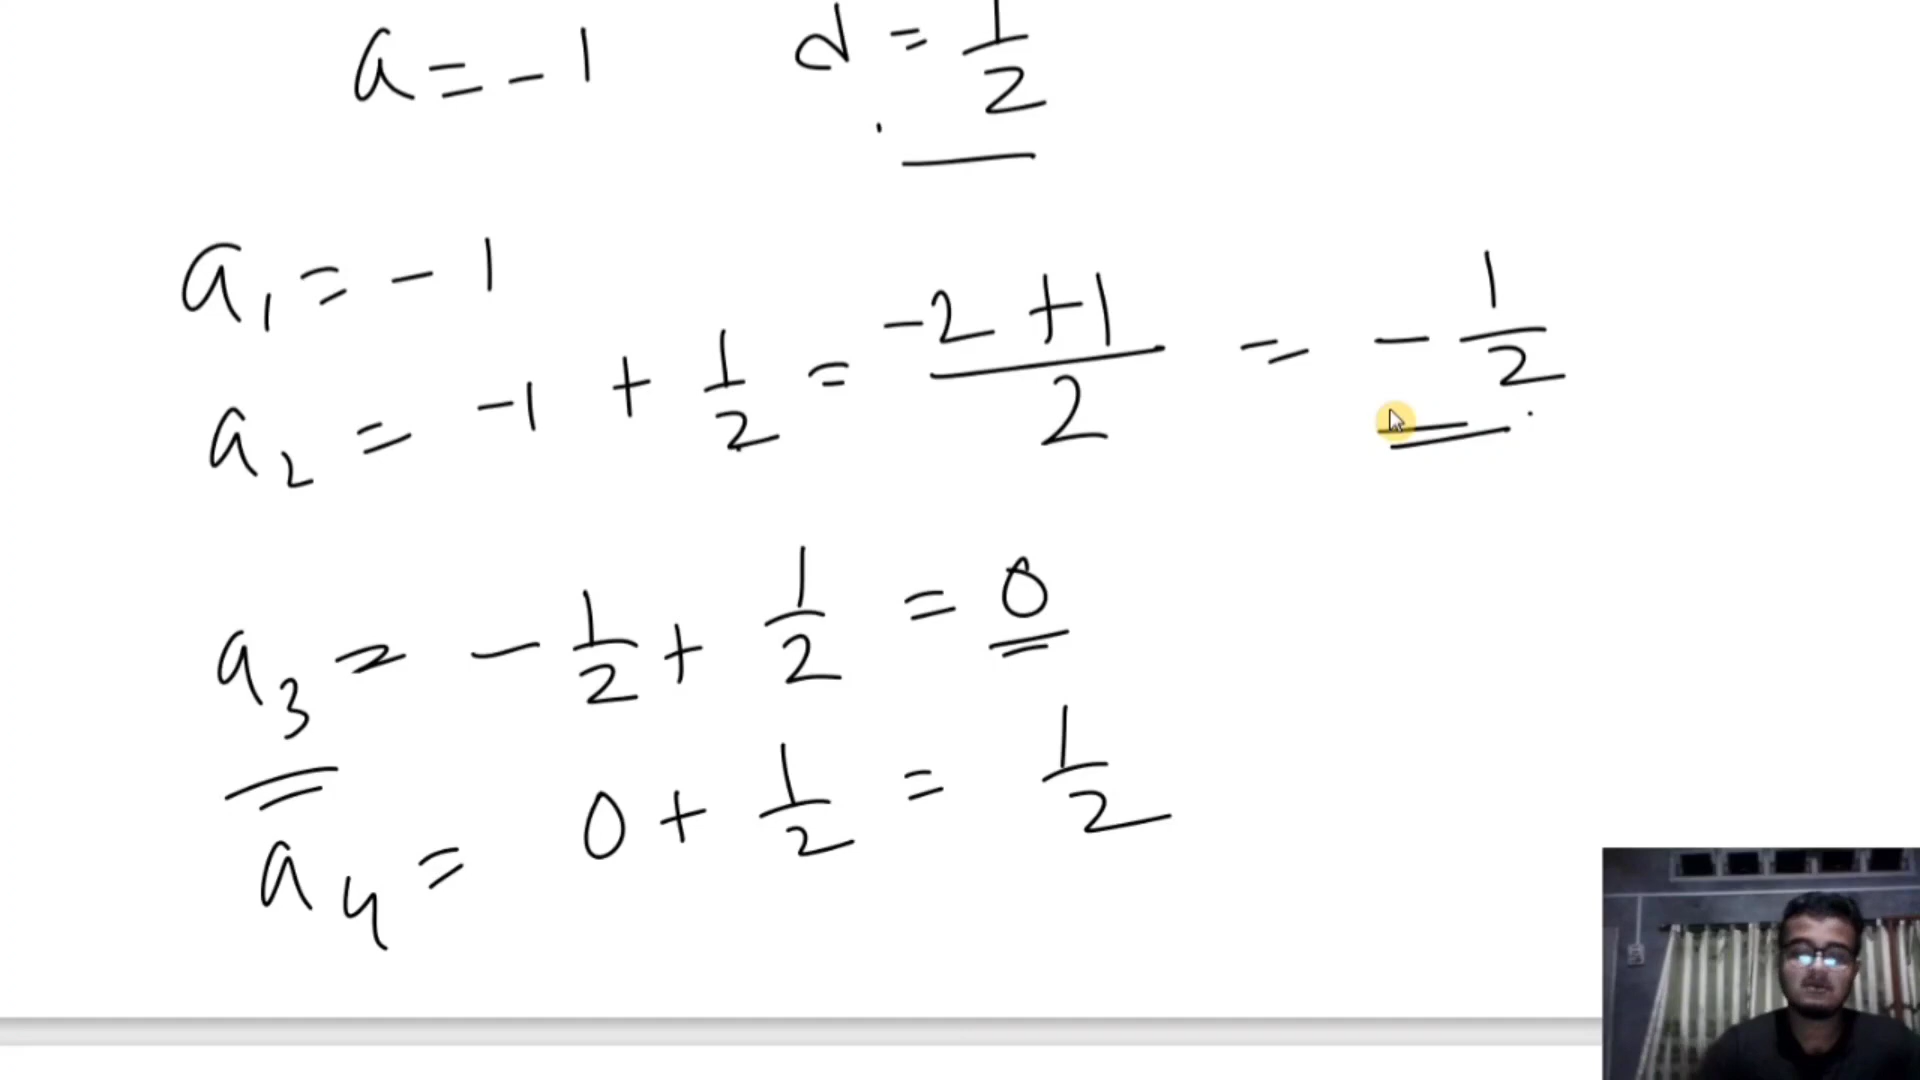 a = -1    d = 1/2
a₁ = -1
a₂ = -1 + 1/2 = (-2 + 1)/2 = -1/2
a₃ = -1/2 + 1/2 = 0
a₄ = 0 + 1/2 = 1/2